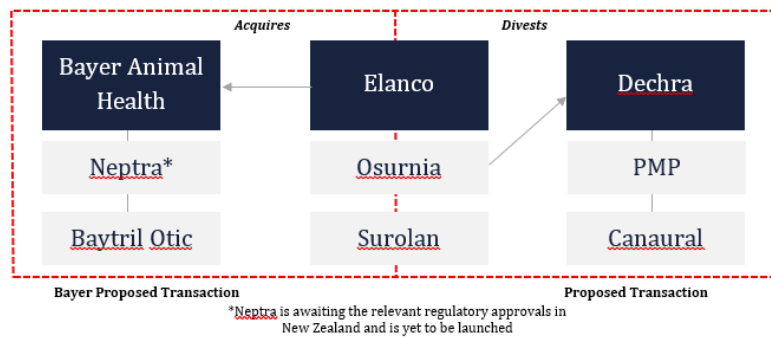 Acquires
Divests
Bayer Animal
Health
Elanco
Dechra
Neptra*
Osurnia
PMP
Baytril Otic
Surolan
Canaural
Bayer Proposed Transaction
Proposed Transaction
*Neptra is awaiting the relevant regulatory approvals in
New Zealand and is yet to be launched